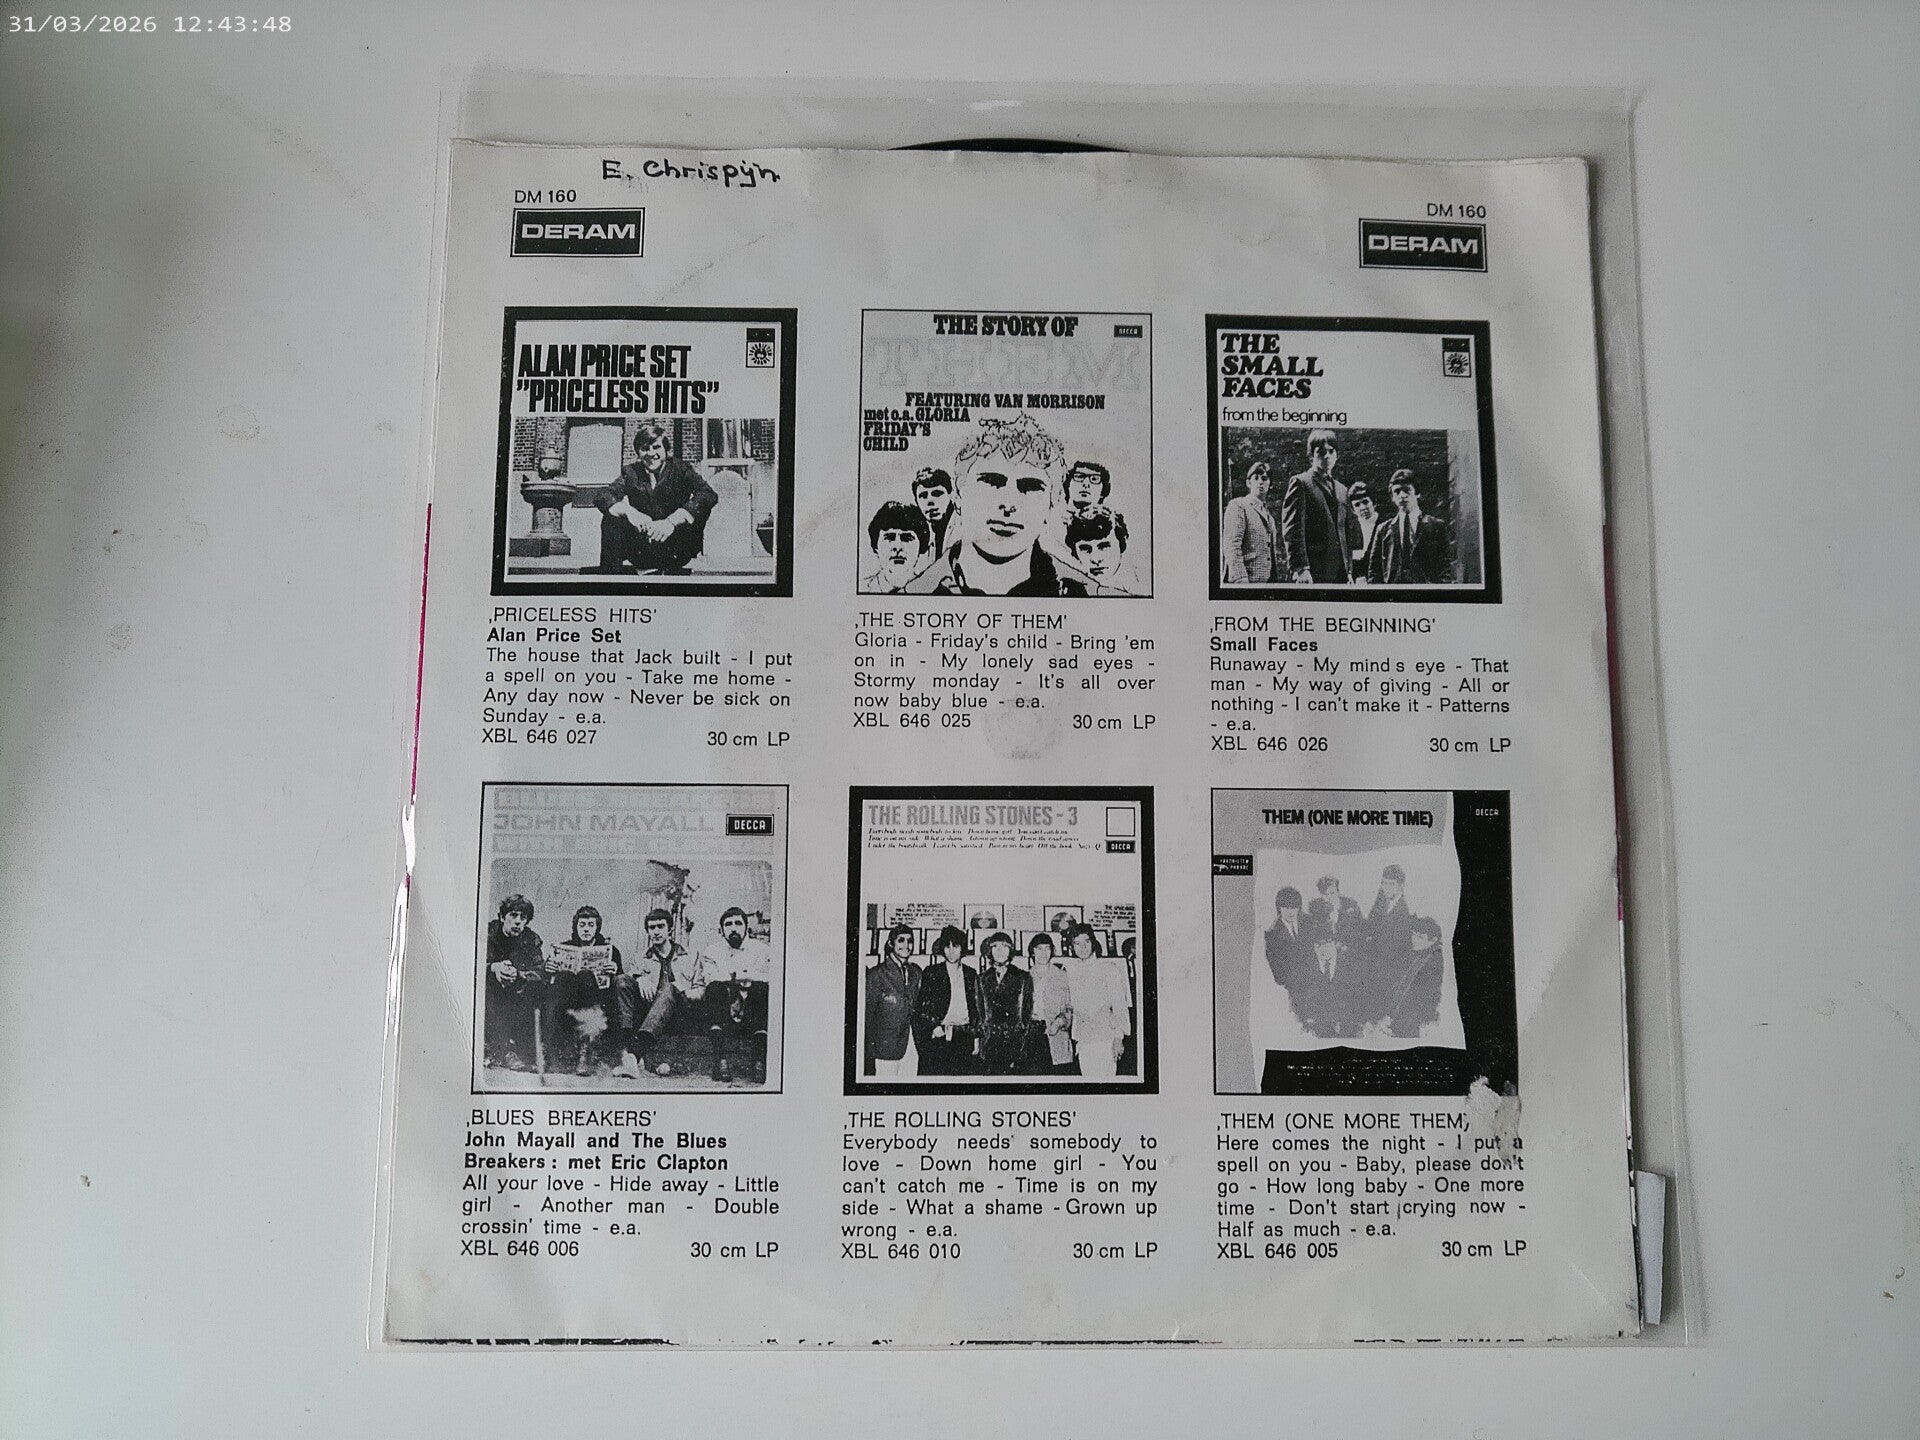 31/03/2026 12:43:48
E. Chrispijn
DM 160
DERAM
DM 160
DERAM
ALAN PRICE SET
"PRICELESS HITS"
‚PRICELESS HITS'
Alan Price Set
The house that Jack built - I put
a spell on you - Take me home -
Any day now - Never be sick on
Sunday - e.a.
XBL 646 027 30 cm LP
THE STORY OF
DECCA
THEM
FEATURING VAN MORRISON
met o.a. GLORIA
FRIDAY'S
CHILD
‚THE STORY OF THEM'
Gloria - Friday's child - Bring 'em
on in - My lonely sad eyes -
Stormy monday - It's all over
now baby blue - e.a.
XBL 646 025 30 cm LP
THE
SMALL
FACES
from the beginning
‚FROM THE BEGINNING'
Small Faces
Runaway - My mind s eye - That
man - My way of giving - All or
nothing - I can't make it - Patterns
- e.a.
XBL 646 026 30 cm LP
BLUES BREAKERS
JOHN MAYALL
WITH ERIC CLAPTON
DECCA
‚BLUES BREAKERS'
John Mayall and The Blues
Breakers : met Eric Clapton
All your love - Hide away - Little
girl - Another man - Double
crossin' time - e.a.
XBL 646 006 30 cm LP
THE ROLLING STONES - 3
DECCA
‚THE ROLLING STONES'
Everybody needs somebody to
love - Down home girl - You
can't catch me - Time is on my
side - What a shame - Grown up
wrong - e.a.
XBL 646 010 30 cm LP
THEM (ONE MORE TIME)
DECCA
‚THEM (ONE MORE THEM)
Here comes the night - I put a
spell on you - Baby, please don't
go - How long baby - One more
time - Don't start crying now -
Half as much - e.a.
XBL 646 005 30 cm LP